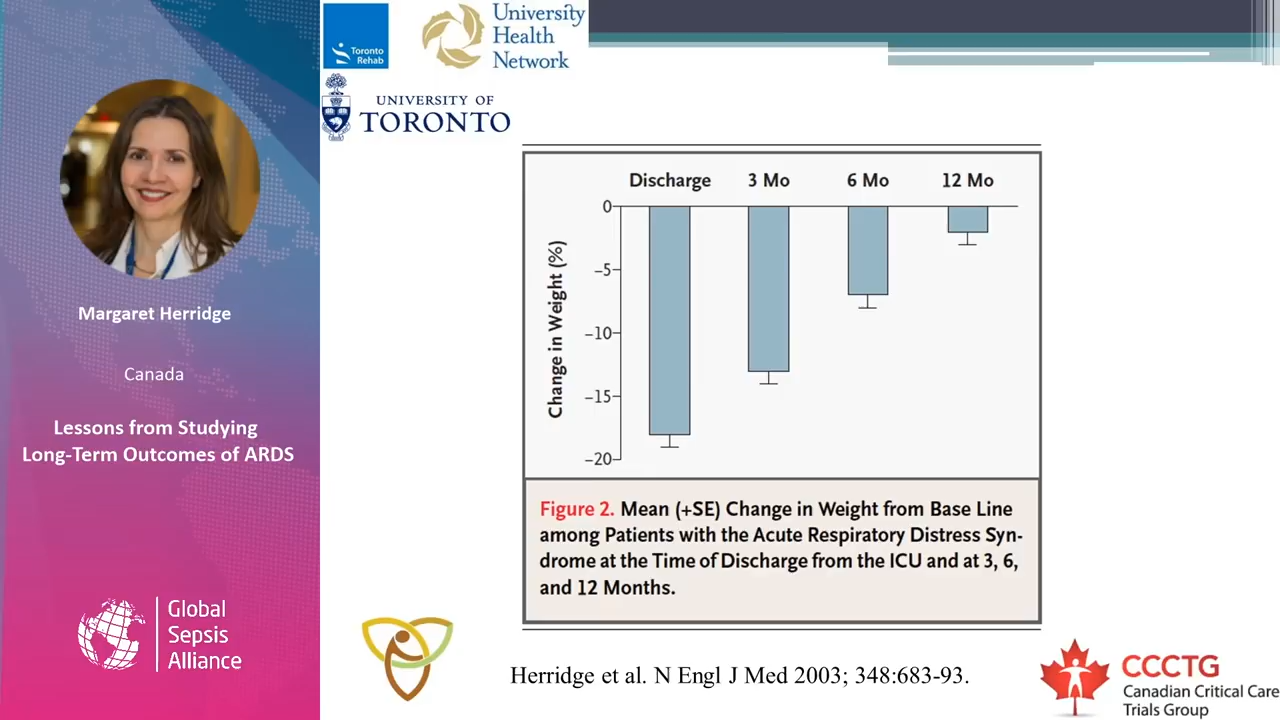 Toronto
Rehab
University
Health
Network
UNIVERSITY OF
TORONTO
Margaret Herridge
Canada
Lessons from Studying
Long-Term Outcomes of ARDS
Global
Sepsis
Alliance
Discharge 3 Mo 6 Mo 12 Mo
0
–5
–10
–15
–20
Change in Weight (%)
Figure 2. Mean (+SE) Change in Weight from Base Line
among Patients with the Acute Respiratory Distress Syn-
drome at the Time of Discharge from the ICU and at 3, 6,
and 12 Months.
Herridge et al. N Engl J Med 2003; 348:683-93.
CCCTG
Canadian Critical Care
Trials Group